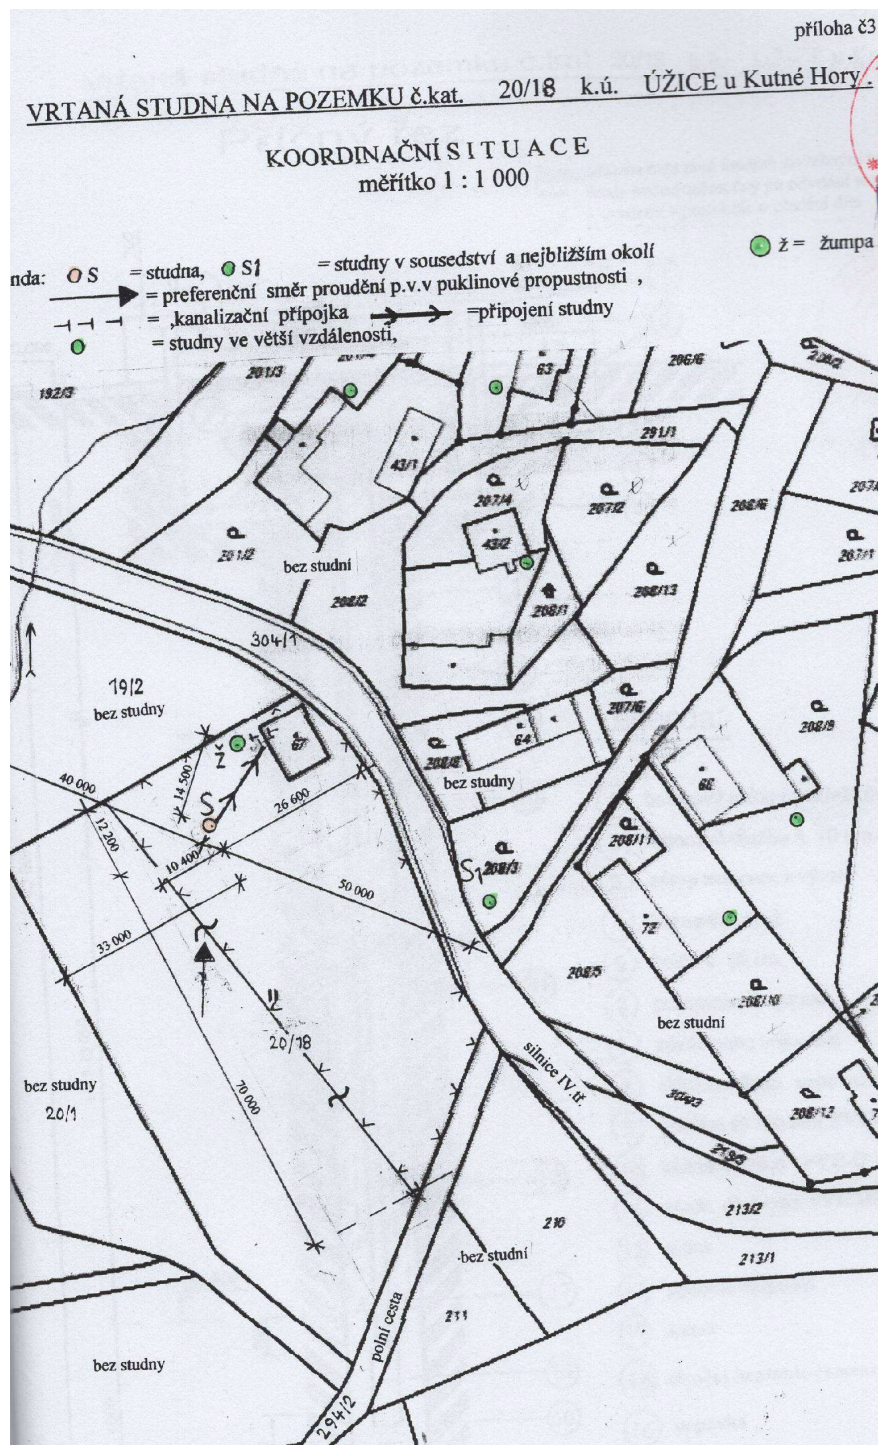 příloha č3
VRTANÁ STUDNA NA POZEMKU č.kat. 20/18 k.ú. ÚŽICE u Kutné Hory.
KOORDINAČNÍ S I T U A C E
měřítko 1 : 1 000
nda: S = studna, S1 = studny v sousedství a nejbližším okolí ž = žumpa
= preferenční směr proudění p.v.v puklinové propustnosti ,
= ,kanalizační přípojka =připojení studny
= studny ve větší vzdálenosti,
192/3
201/3
63
206/6
43/1
291/1
207/4
207/2
208/6
201/2
bez studní
43/2
207/1
208/2
208/1
208/13
304/1
19/2
bez studny
67
Ž
14 500
40 000
S
26 600
12 200
10 400
207/6
64
208/9
bez studny
66
208/11
S1 208/3
50 000
33 000
72
208/5
208/10
bez studní
20/18
silnice IV.tř.
70 000
bez studny
20/1
208/12
213/2
216
bez studní
213/1
211
polní cesta
bez studny
294/2